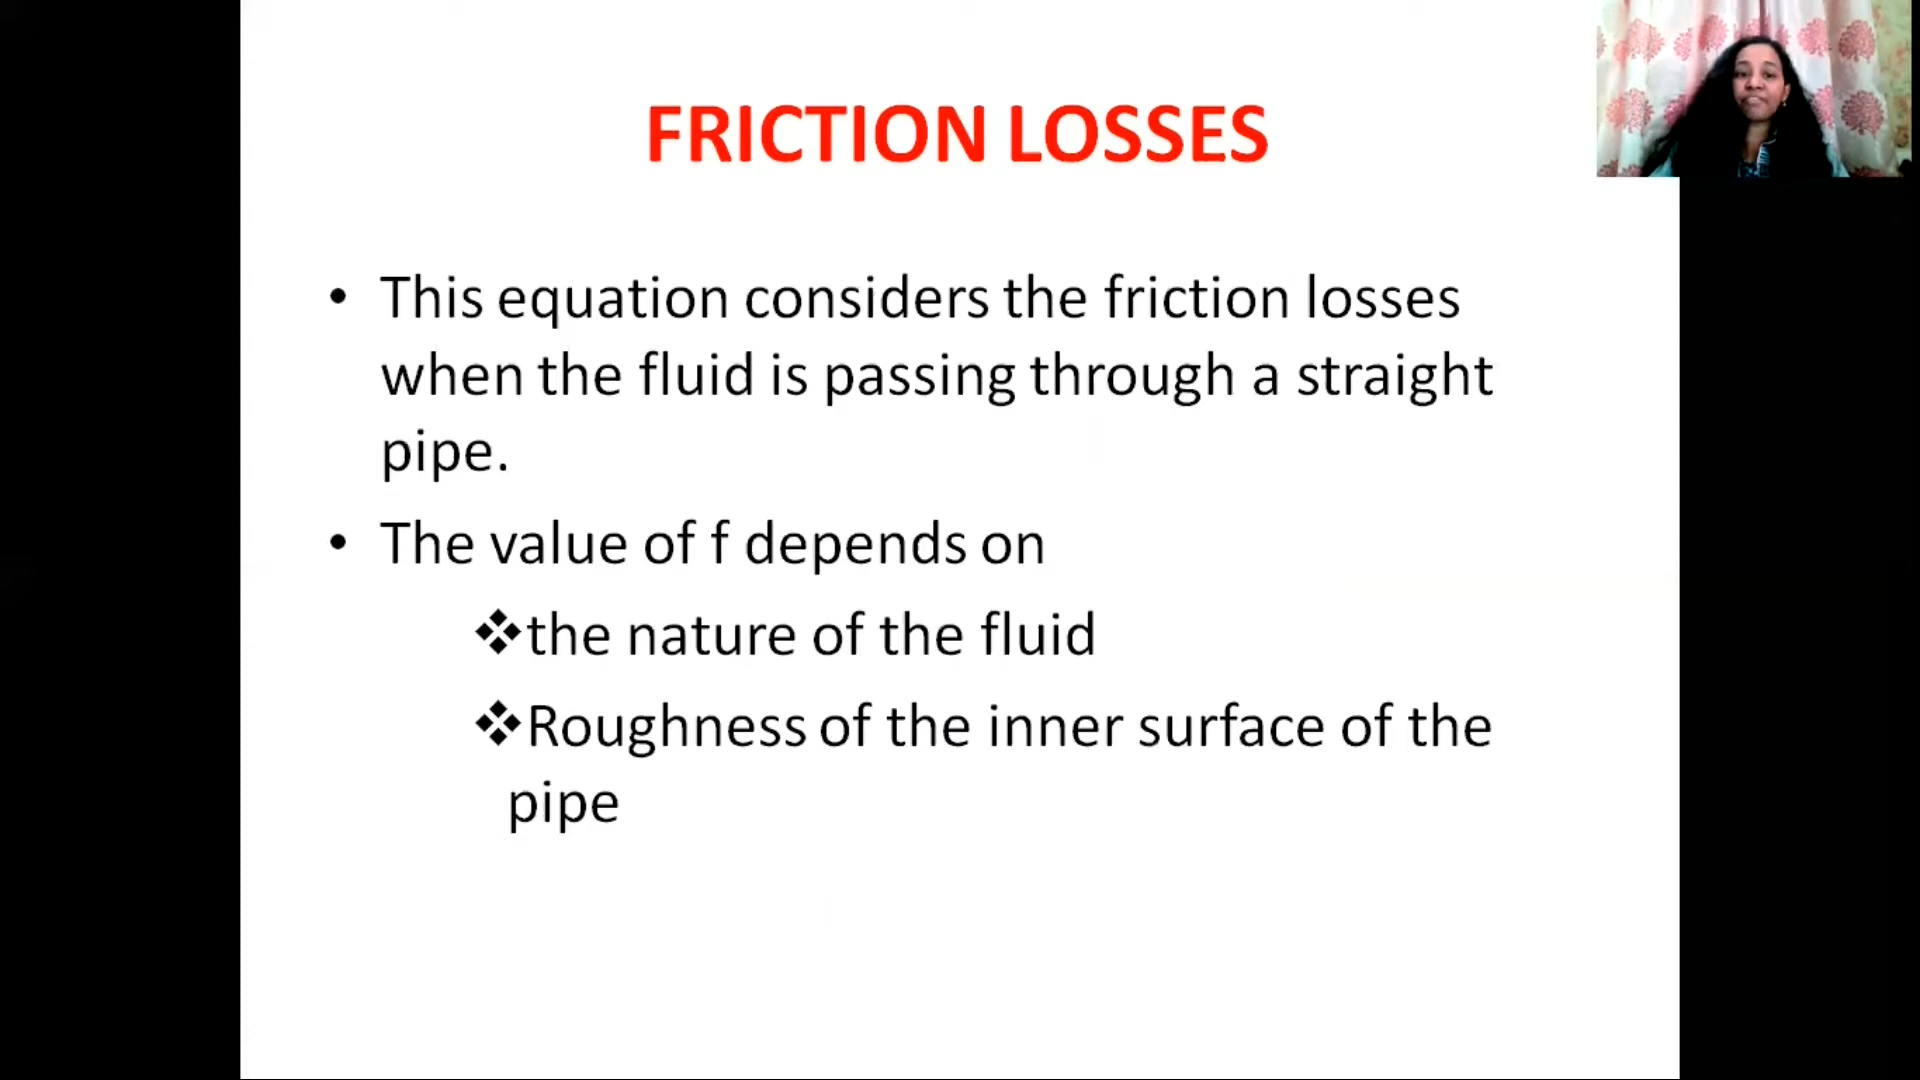 FRICTION LOSSES
• This equation considers the friction losses
when the fluid is passing through a straight
pipe.
• The value of f depends on
❖the nature of the fluid
❖Roughness of the inner surface of the
pipe